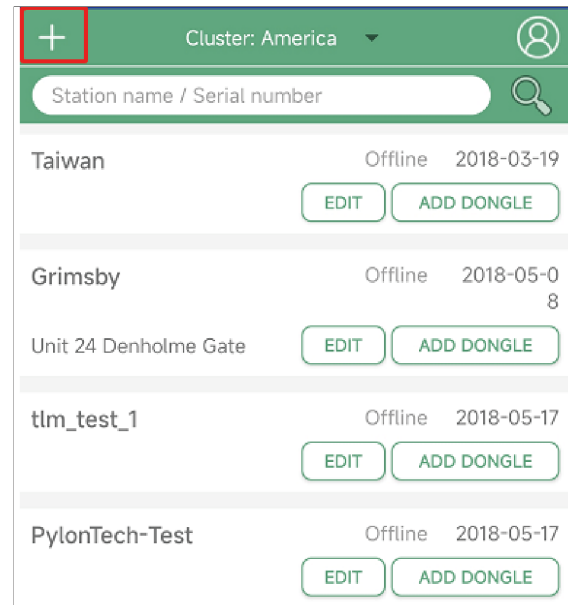 Cluster: America
Station name / Serial number
Taiwan Offline 2018-03-19
EDIT ADD DONGLE
Grimsby Offline 2018-05-0
8
Unit 24 Denholme Gate EDIT ADD DONGLE
tlm_test_1 Offline 2018-05-17
EDIT ADD DONGLE
PylonTech-Test Offline 2018-05-17
EDIT ADD DONGLE